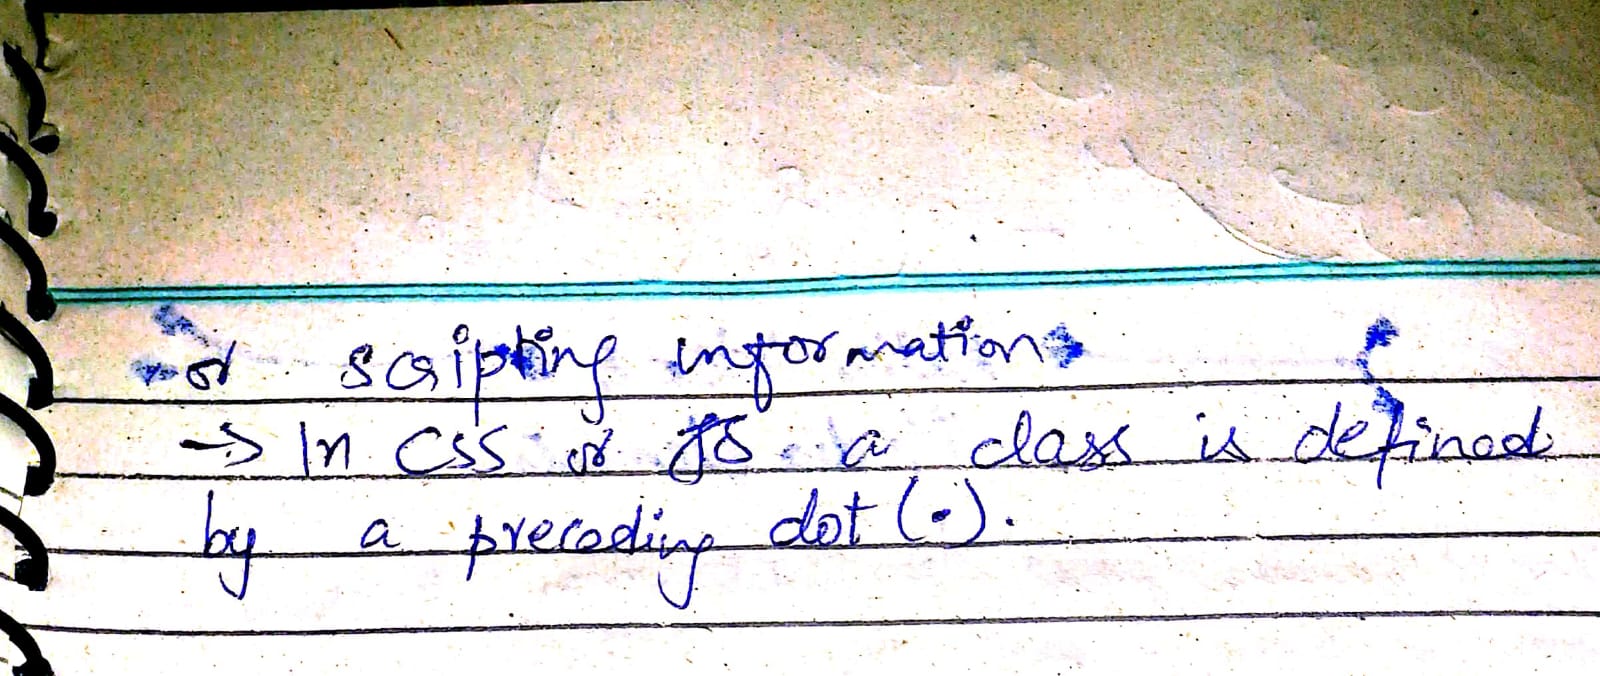 or scripting information
→ In CSS or JS a class is defined
by a preceding dot (.).